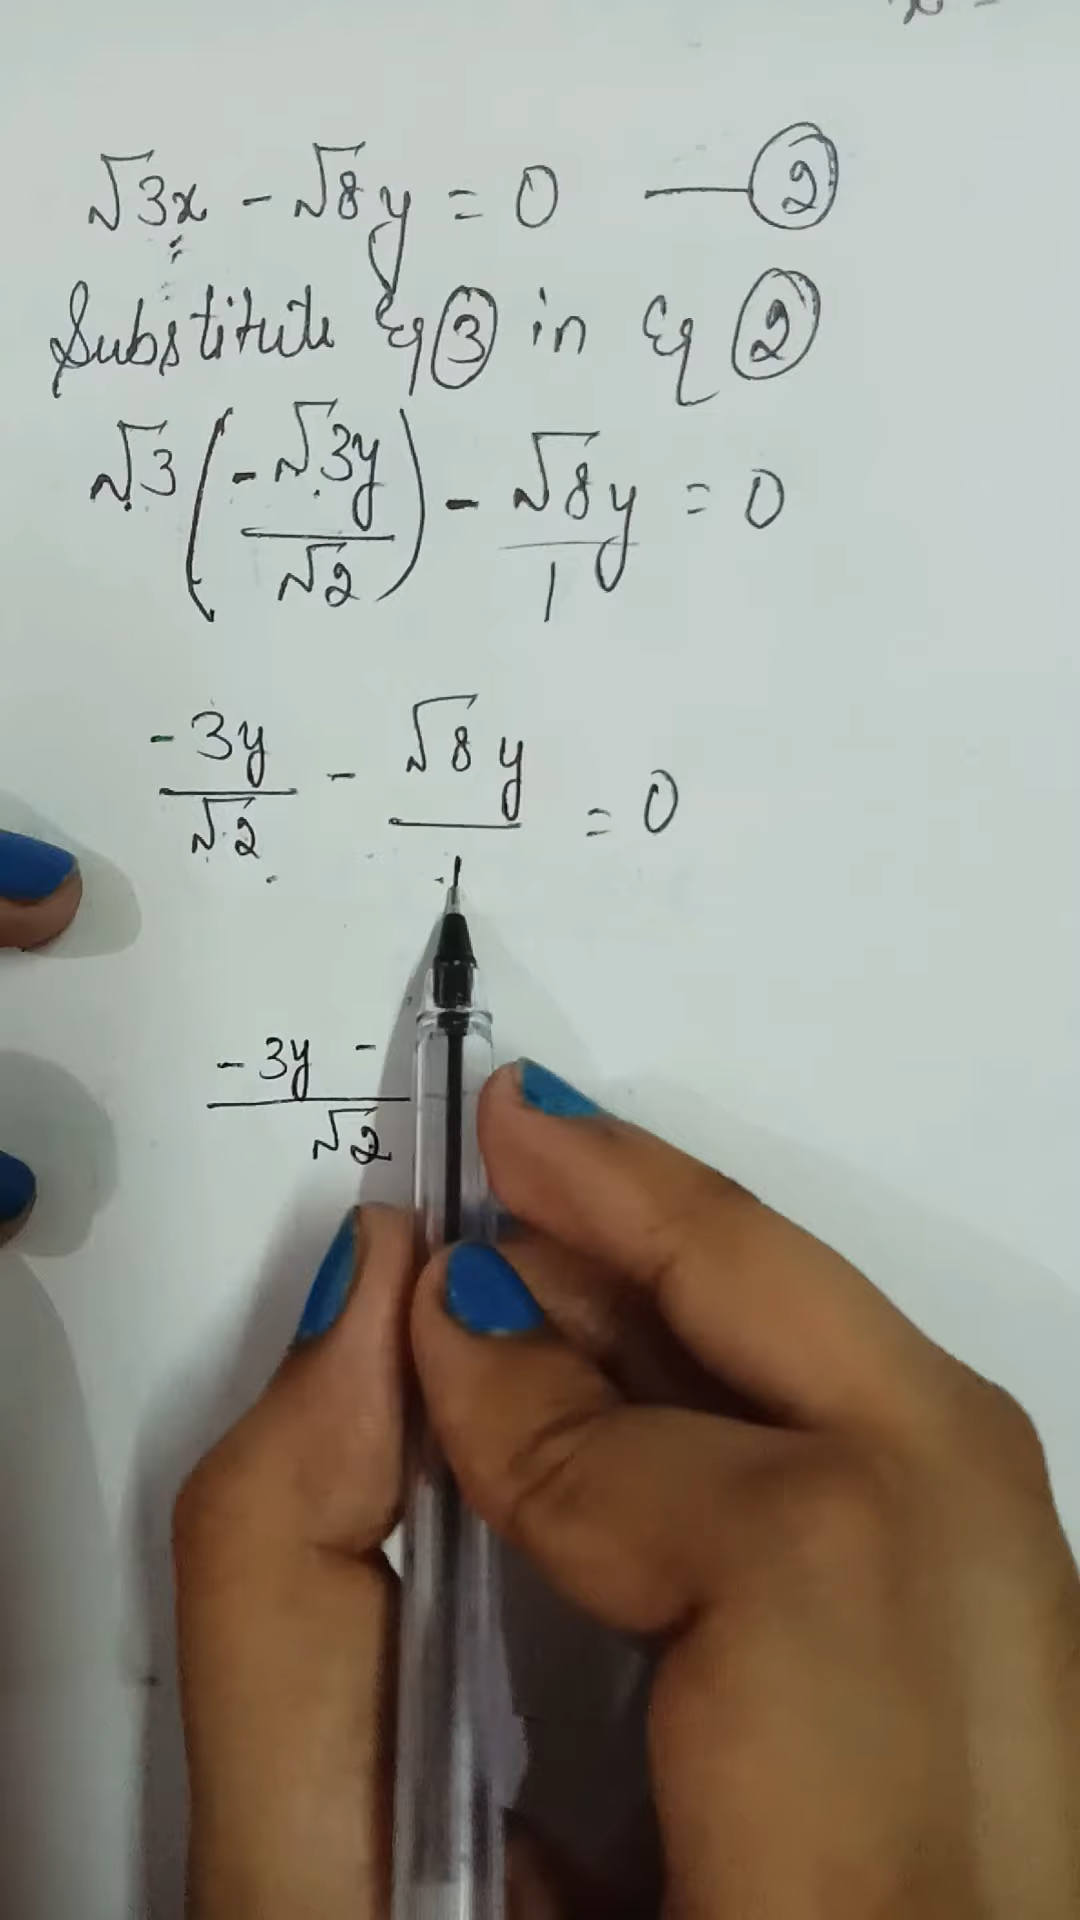 x =
√3x - √8y = 0 — ②
Substitute Eq ③ in Eq ②
√3 (-√3y/√2) - √8y/1 = 0
-3y/√2 - √8y/1 = 0
-3y -/√2